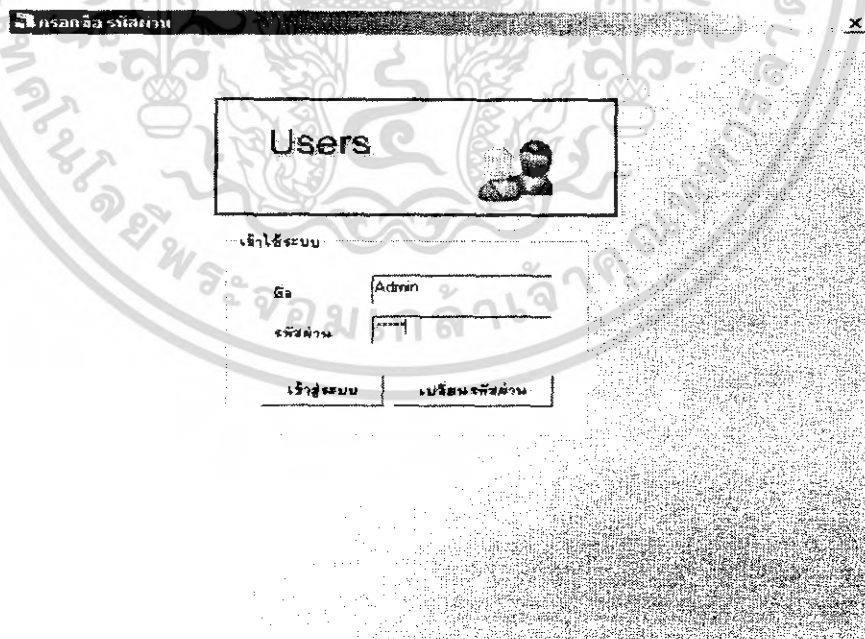 กรอกชื่อ รหัสผ่าน
Users
เข้าใช้ระบบ
ชื่อ Admin
รหัสผ่าน *****
เข้าสู่ระบบ เปลี่ยนรหัสผ่าน